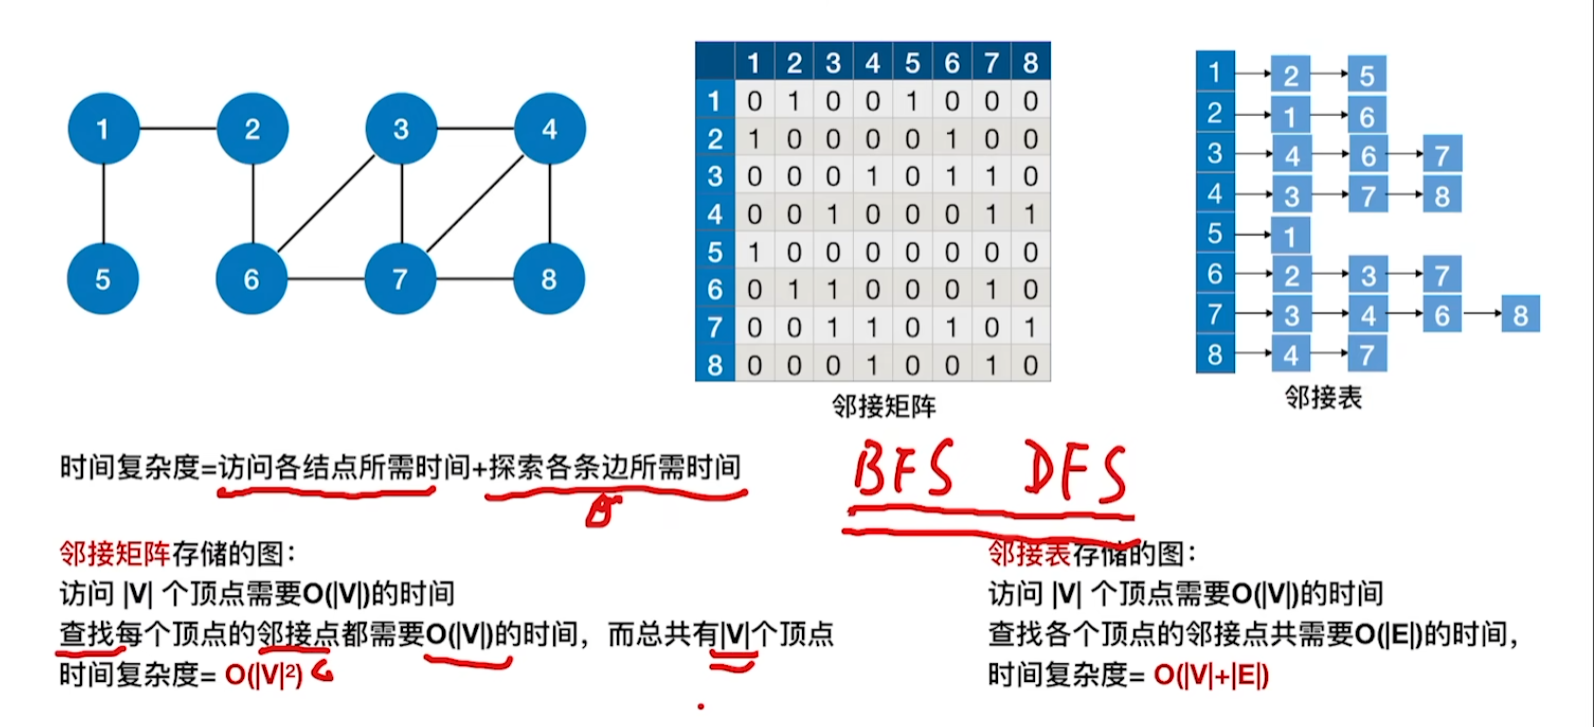 1 2 3 4
5 6 7 8
1 2 3 4 5 6 7 8
1 0 1 0 0 1 0 0 0
2 1 0 0 0 0 1 0 0
3 0 0 0 1 0 1 1 0
4 0 0 1 0 0 0 1 1
5 1 0 0 0 0 0 0 0
6 0 1 1 0 0 0 1 0
7 0 0 1 1 0 1 0 1
8 0 0 0 1 0 0 1 0
邻接矩阵
1 2 5
2 1 6
3 4 6 7
4 3 7 8
5 1
6 2 3 7
7 3 4 6 8
8 4 7
邻接表
时间复杂度=访问各结点所需时间+探索各条边所需时间
BFS DFS
邻接矩阵存储的图：
访问 |V| 个顶点需要O(|V|)的时间
查找每个顶点的邻接点都需要O(|V|)的时间，而总共有|V|个顶点
时间复杂度= O(|V|²)
邻接表存储的图：
访问 |V| 个顶点需要O(|V|)的时间
查找各个顶点的邻接点共需要O(|E|)的时间，
时间复杂度= O(|V|+|E|)